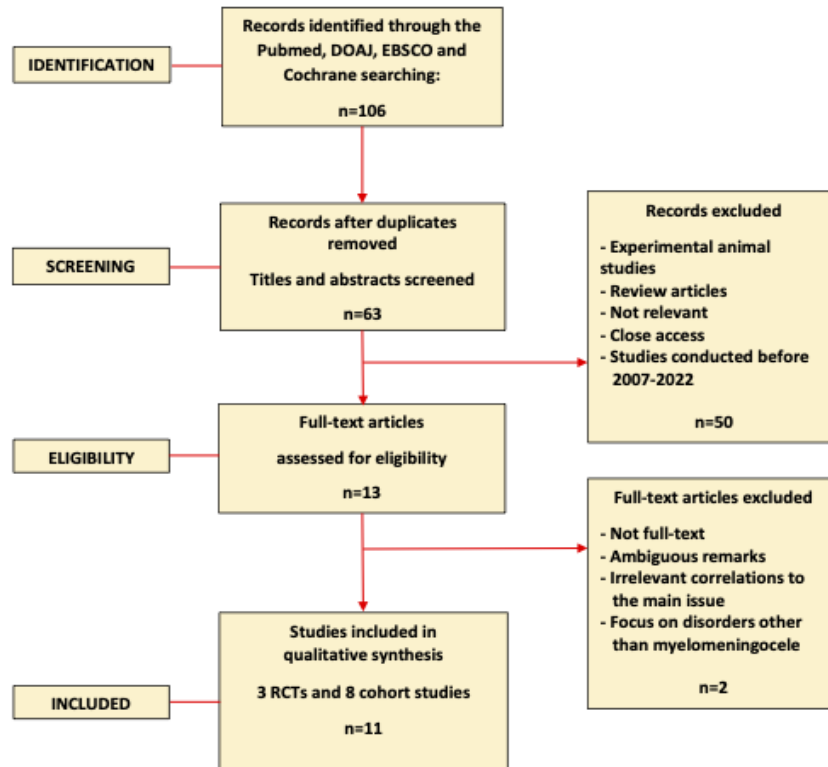 IDENTIFICATION
Records identified through the
Pubmed, DOAJ, EBSCO and
Cochrane searching:
n=106
SCREENING
Records after duplicates
removed
Titles and abstracts screened
n=63
Records excluded
- Experimental animal
studies
- Review articles
- Not relevant
- Close access
- Studies conducted before
2007-2022
n=50
ELIGIBILITY
Full-text articles
assessed for eligibility
n=13
Full-text articles excluded
- Not full-text
- Ambiguous remarks
- Irrelevant correlations to
the main issue
- Focus on disorders other
than myelomeningocele
n=2
INCLUDED
Studies included in
qualitative synthesis
3 RCTs and 8 cohort studies
n=11